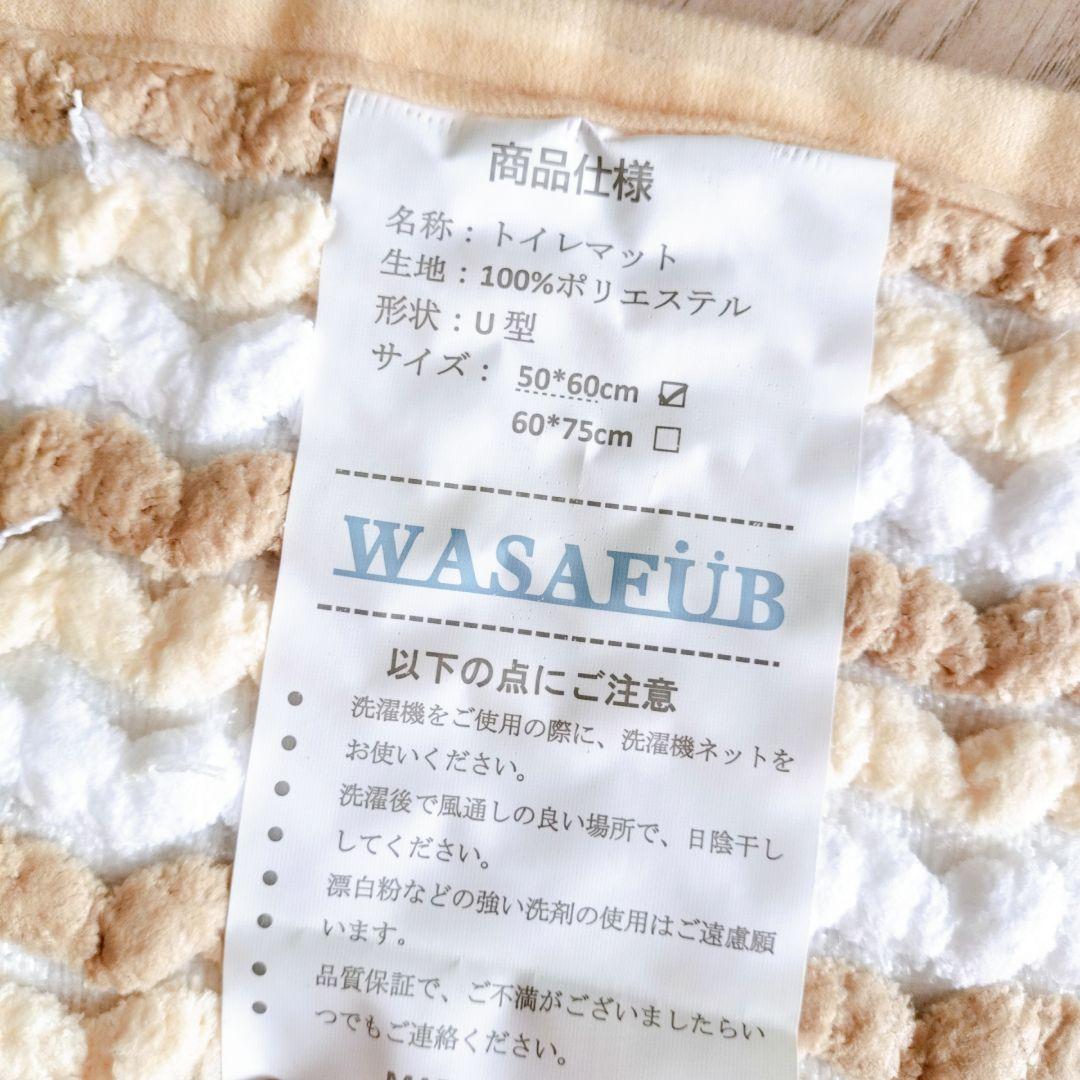 商品仕様
名称：トイレマット
生地：100%ポリエステル
形状：U 型
サイズ： 50*60cm ☑
60*75cm ☐
WASAFÜB
以下の点にご注意
● 洗濯機をご使用の際に、洗濯機ネットを
● お使いください。
● 洗濯後で風通しの良い場所で、日陰干し
● してください。
● 漂白粉などの強い洗剤の使用はご遠慮願
● います。
● 品質保証で、ご不満がございましたらい
● つでもご連絡ください。